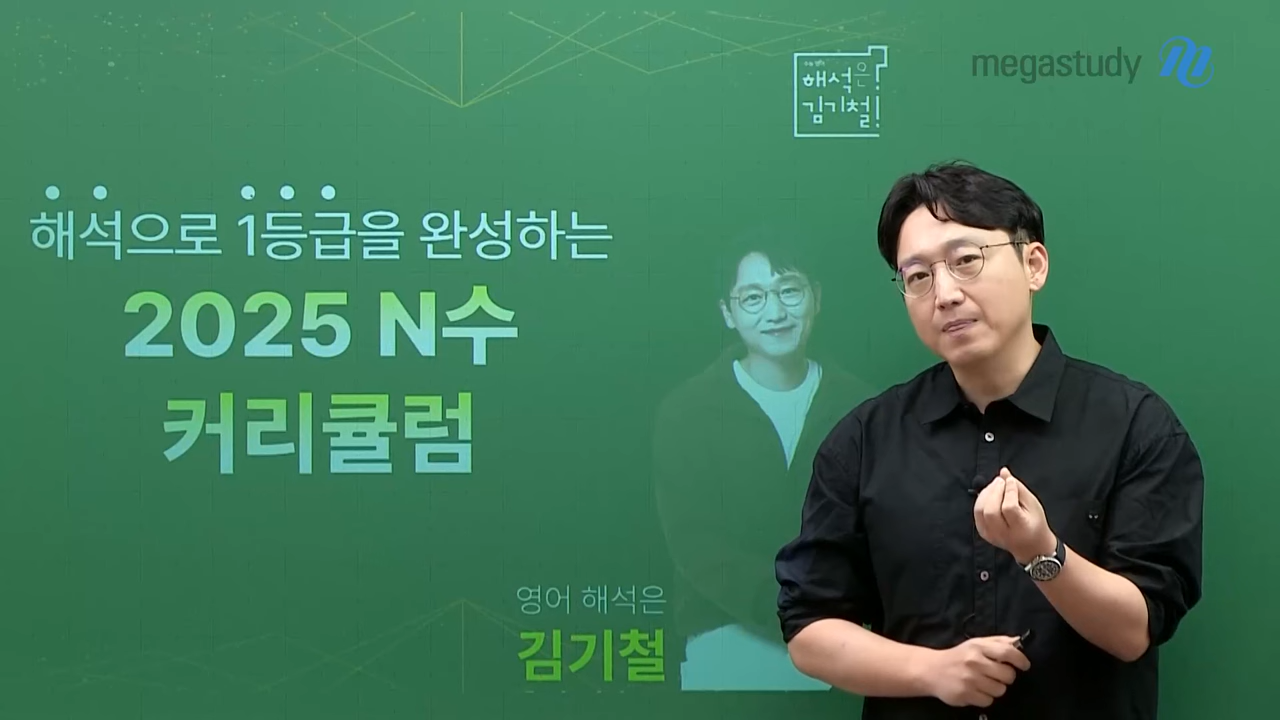 megastudy
해석은!
김기철!
해석으로 1등급을 완성하는
2025 N수
커리큘럼
영어 해석은
김기철